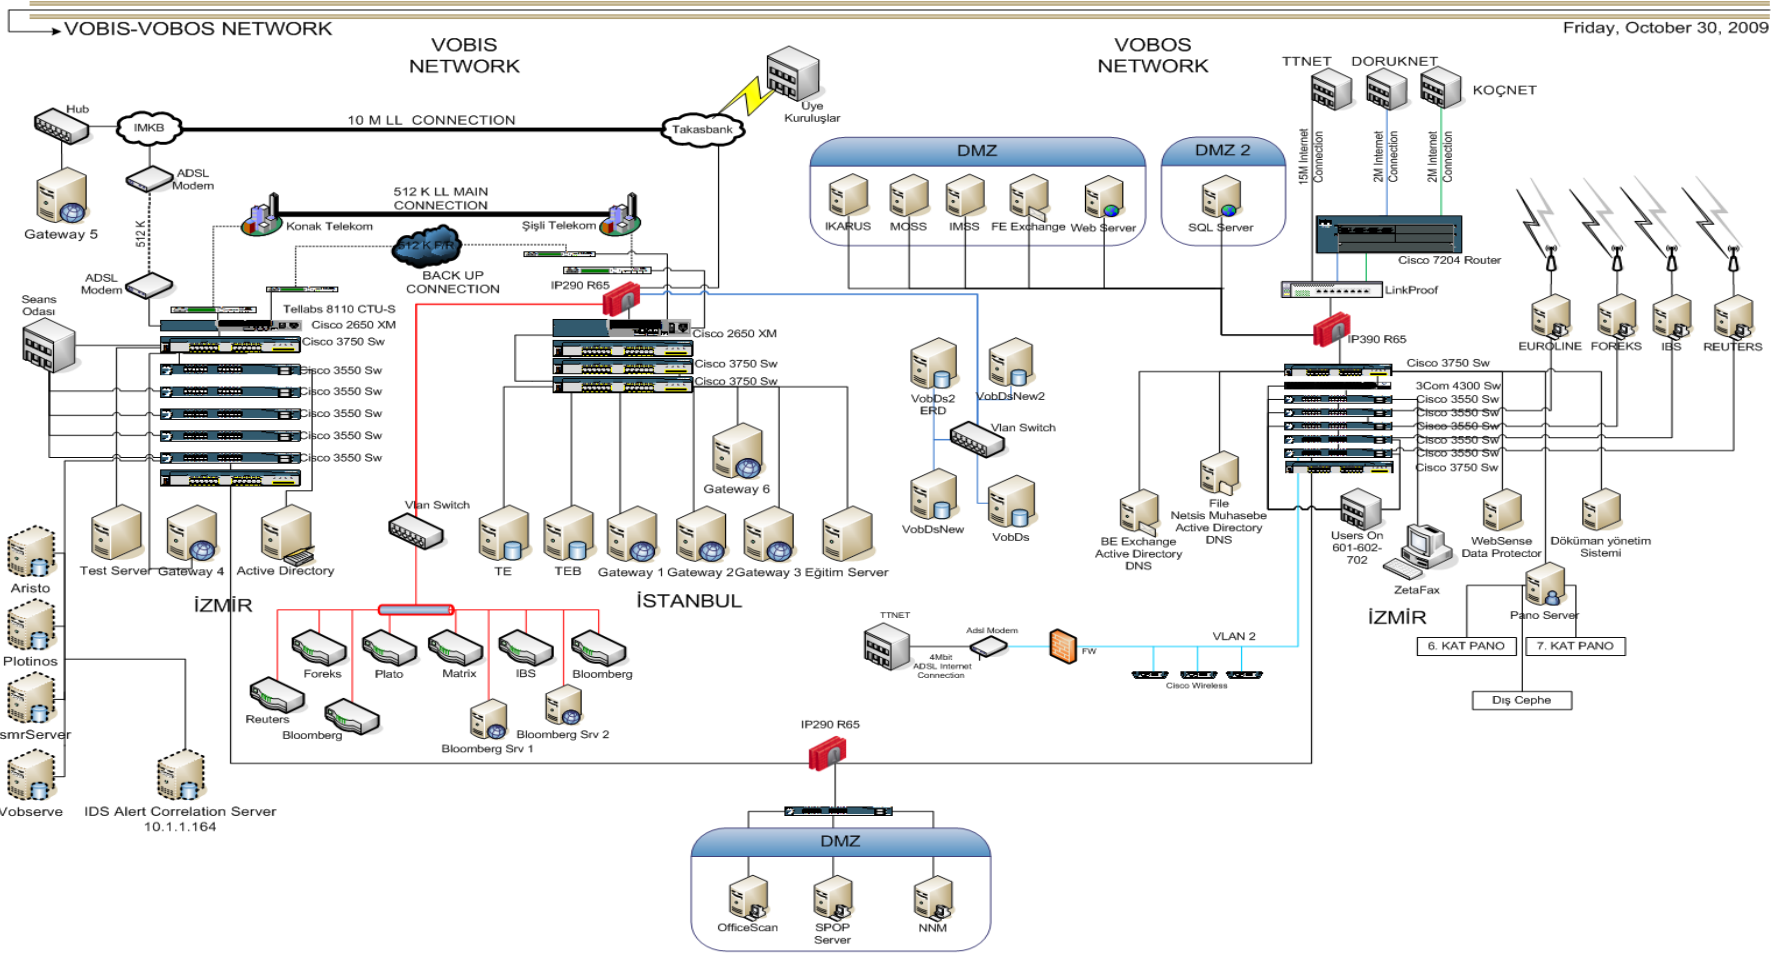 VOBIS-VOBOS NETWORK
Friday, October 30, 2009
VOBIS
NETWORK
VOBOS
NETWORK
Hub
IMKB
10 M LL CONNECTION
Takasbank
Üye
Kuruluşlar
ADSL
Modem
Gateway 5
512 K
512 K LL MAIN
CONNECTION
Konak Telekom
Şişli Telekom
512 K F/R
BACK UP
CONNECTION
ADSL
Modem
Seans
Odası
Tellabs 8110 CTU-S
Cisco 2650 XM
Cisco 3750 Sw
Cisco 3550 Sw
Cisco 3550 Sw
Cisco 3550 Sw
Cisco 3550 Sw
Cisco 3550 Sw
IP290 R65
Cisco 2650 XM
Cisco 3750 Sw
Cisco 3750 Sw
Test Server
Gateway 4
Active Directory
İZMİR
Aristo
Plotinos
smrServer
Vobserve
IDS Alert Correlation Server
10.1.1.164
Vlan Switch
TE
TEB
Gateway 1
Gateway 2
Gateway 3
Eğitim Server
Gateway 6
İSTANBUL
Foreks
Plato
Matrix
IBS
Bloomberg
Reuters
Bloomberg
Bloomberg Srv 1
Bloomberg Srv 2
VobDs2
ERD
VobDsNew2
Vlan Switch
VobDsNew
VobDs
DMZ
IKARUS
MOSS
IMSS
FE Exchange
Web Server
DMZ 2
SQL Server
TTNET
DORUKNET
KOÇNET
15M Internet
Connection
2M Internet
Connection
2M Internet
Connection
Cisco 7204 Router
LinkProof
IP390 R65
EUROLINE
FOREKS
IBS
REUTERS
Cisco 3750 Sw
3Com 4300 Sw
Cisco 3550 Sw
Cisco 3550 Sw
Cisco 3550 Sw
Cisco 3550 Sw
Cisco 3550 Sw
Cisco 3750 Sw
BE Exchange
Active Directory
DNS
File
Netsis Muhasebe
Active Directory
DNS
Users On
601-602-
702
ZetaFax
WebSense
Data Protector
Döküman yönetim
Sistemi
Pano Server
İZMİR
6. KAT PANO
7. KAT PANO
Dış Cephe
TTNET
4Mbit
ADSL Internet
Connection
Adsl Modem
FW
VLAN 2
Cisco Wireless
IP290 R65
DMZ
OfficeScan
SPOP
Server
NNM